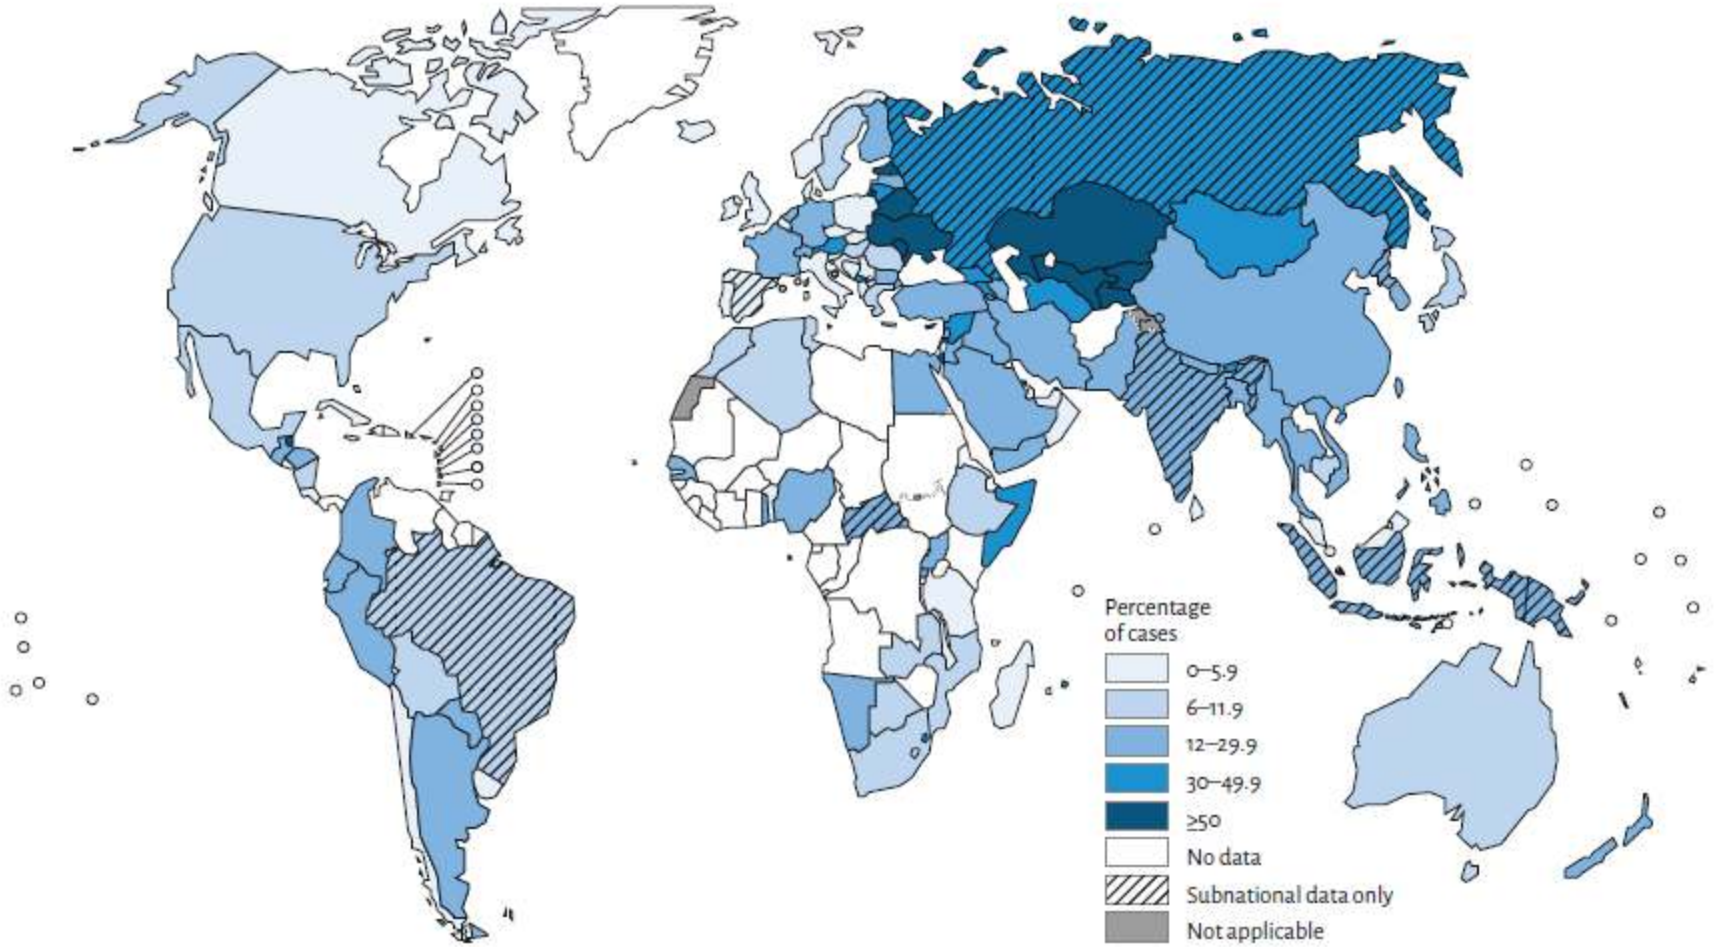 Percentage
of cases
0–5.9
6–11.9
12–29.9
30–49.9
≥50
No data
Subnational data only
Not applicable